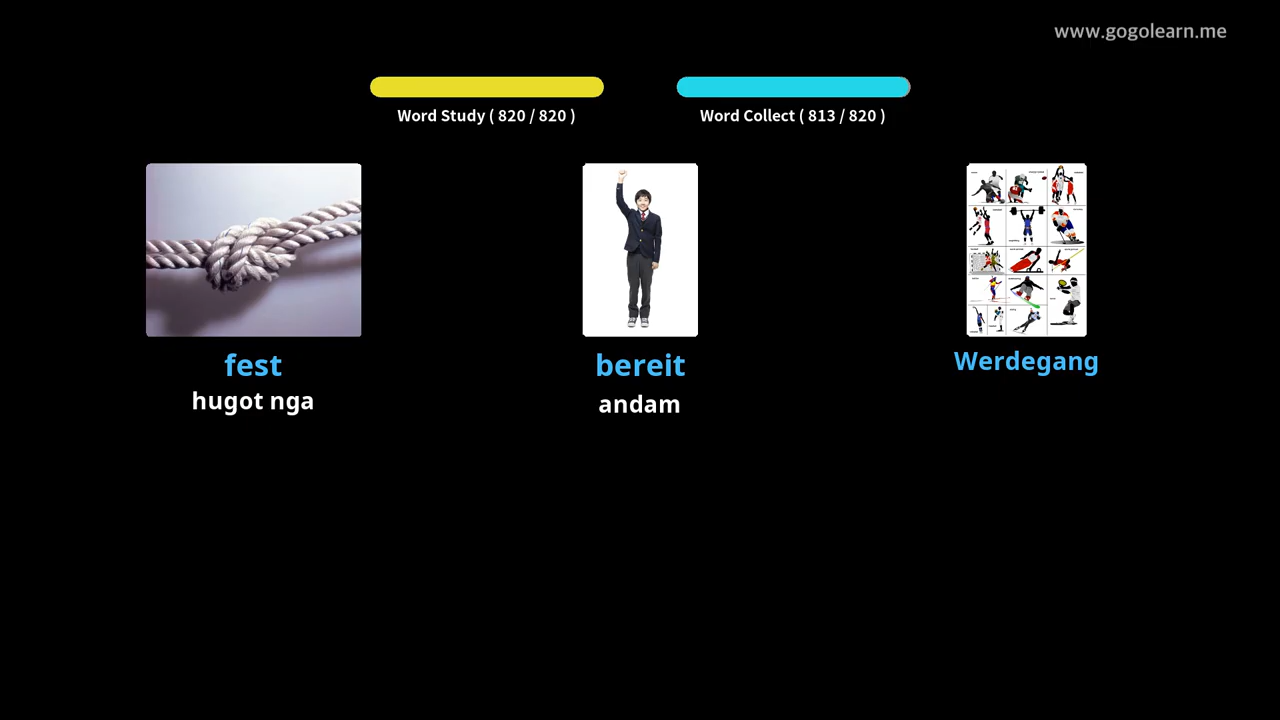 www.gogolearn.me
Word Study ( 820 / 820 )
Word Collect ( 813 / 820 )
fest
hugot nga
bereit
andam
Werdegang